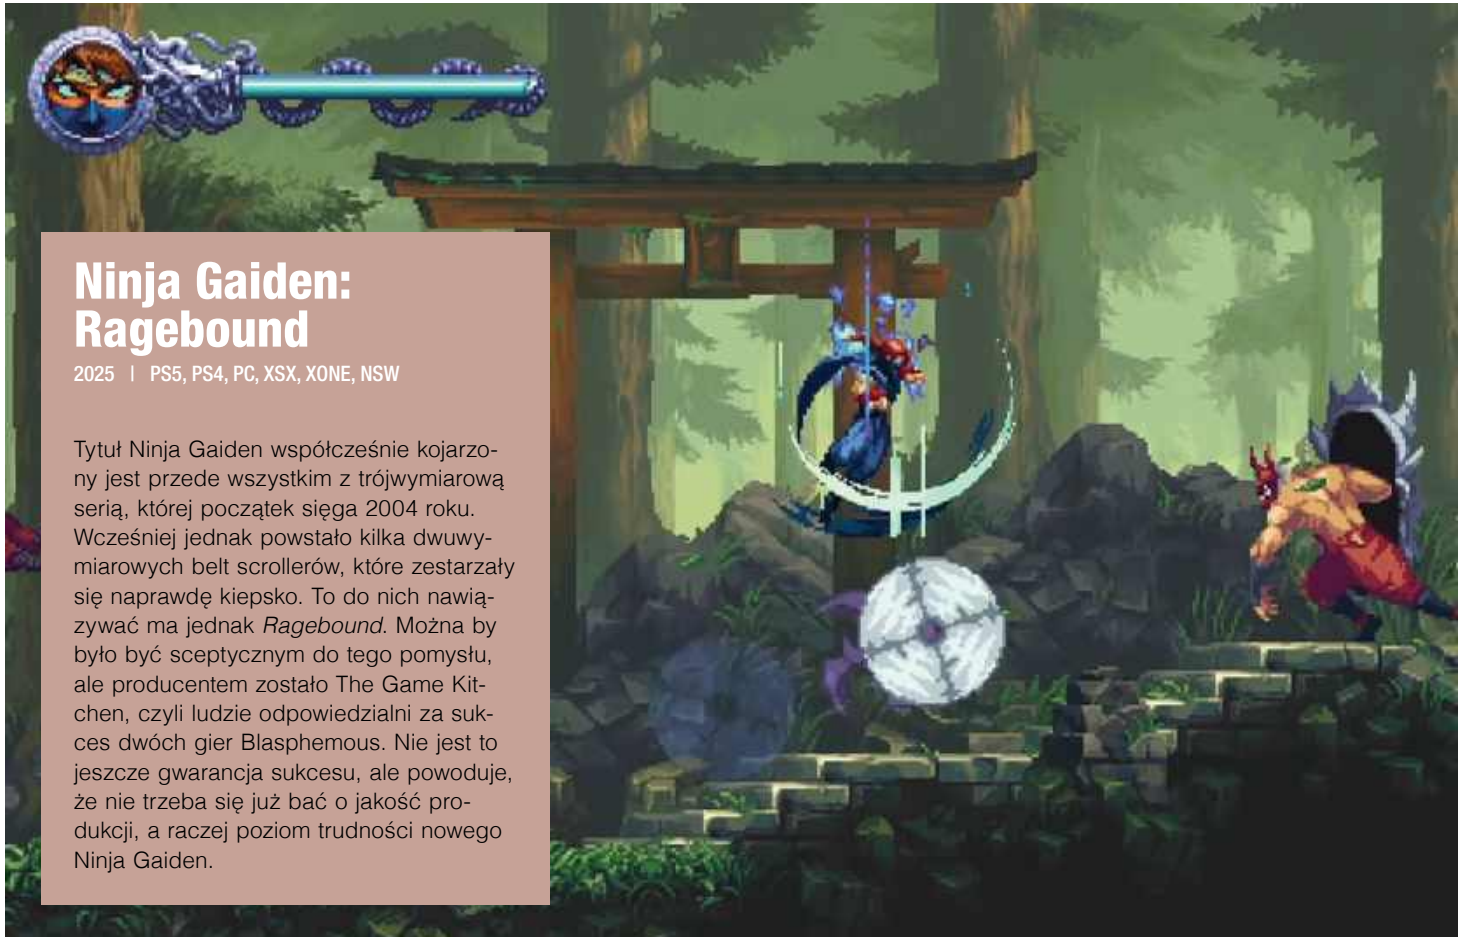 Ninja Gaiden:
Ragebound
2025 | PS5, PS4, PC, XSX, XONE, NSW
Tytuł Ninja Gaiden współcześnie kojarzo-
ny jest przede wszystkim z trójwymiarową
serią, której początek sięga 2004 roku.
Wcześniej jednak powstało kilka dwuwy-
miarowych belt scrollerów, które zestarzały
się naprawdę kiepsko. To do nich nawią-
zywać ma jednak Ragebound. Można by
było być sceptycznym do tego pomysłu,
ale producentem zostało The Game Kit-
chen, czyli ludzie odpowiedzialni za suk-
ces dwóch gier Blasphemous. Nie jest to
jeszcze gwarancja sukcesu, ale powoduje,
że nie trzeba się już bać o jakość pro-
dukcji, a raczej poziom trudności nowego
Ninja Gaiden.